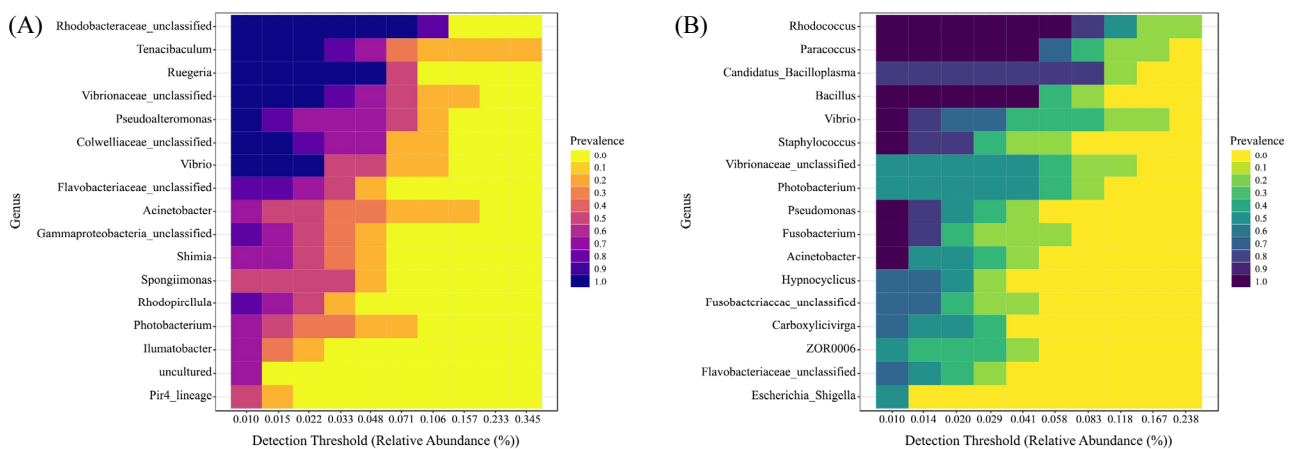 (A)
Genus
Rhodobacteraceae_unclassified
Tenacibaculum
Ruegeria
Vibrionaceae_unclassified
Pseudoalteromonas
Colwelliaceae_unclassified
Vibrio
Flavobacteriaceae_unclassified
Acinetobacter
Gammaproteobacteria_unclassified
Shimia
Spongiimonas
Rhodopircllula
Photobacterium
Ilumatobacter
uncultured
Pir4_lineage
0.010 0.015 0.022 0.033 0.048 0.071 0.106 0.157 0.233 0.345
Detection Threshold (Relative Abundance (%))
Prevalence
0.0
0.1
0.2
0.3
0.4
0.6
0.7
0.8
0.9
1.0
(B)
Genus
Rhodococcus
Paracoccus
Candidatus_Bacilloplasma
Bacillus
Vibrio
Staphylococcus
Vibrionaceae_unclassified
Photobacterium
Pseudomonas
Fusobacterium
Acinetobacter
Hypnocyclicus
Fusobactcriaccac_unclassificd
Carboxylicivirga
ZOR0006
Flavobacteriaceae_unclassified
Escherichia_Shigella
0.010 0.014 0.020 0.029 0.041 0.058 0.083 0.118 0.167 0.238
Detection Threshold (Relative Abundance (%))
Prevalence
0.0
0.1
0.2
0.3
0.4
0.5
0.6
0.7
0.8
0.9
1.0